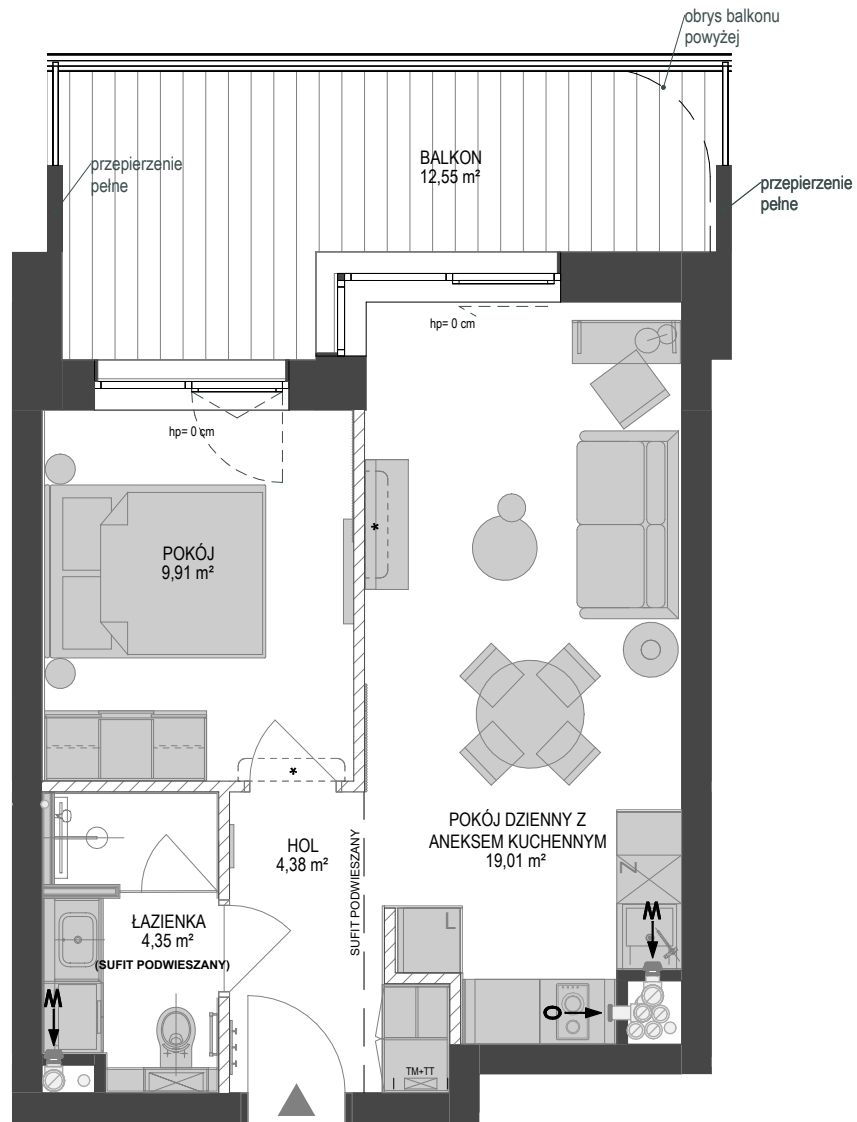 obrys balkonu
powyżej
BALKON
12,55 m²
przepierzenie
pełne
przepierzenie
pełne
hp= 0 cm
hp= 0 cm
*
POKÓJ
9,91 m²
*
POKÓJ DZIENNY Z
ANEKSEM KUCHENNYM
19,01 m²
HOL
4,38 m²
SUFIT PODWIESZANY
Z
ŁAZIENKA
4,35 m²
(SUFIT PODWIESZANY)
L
M
M
O
TM+TT